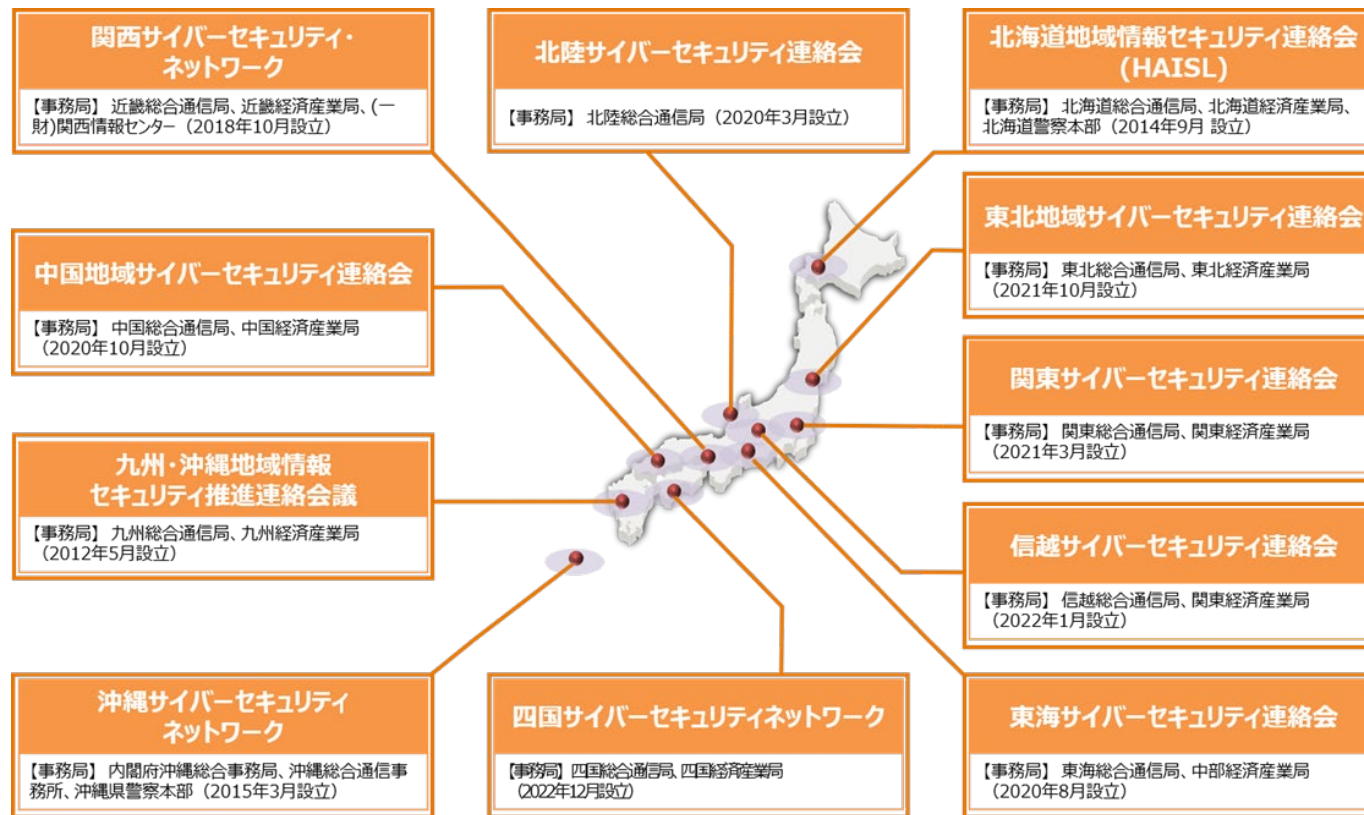 関西サイバーセキュリティ・
ネットワーク
【事務局】 近畿総合通信局、近畿経済産業局、(一
財)関西情報センター（2018年10月設立）
北陸サイバーセキュリティ連絡会
【事務局】 北陸総合通信局（2020年3月設立）
北海道地域情報セキュリティ連絡会
(HAISL)
【事務局】 北海道総合通信局、北海道経済産業局、
北海道警察本部（2014年9月 設立）
中国地域サイバーセキュリティ連絡会
【事務局】 中国総合通信局、中国経済産業局
（2020年10月設立）
東北地域サイバーセキュリティ連絡会
【事務局】 東北総合通信局、東北経済産業局
（2021年10月設立）
関東サイバーセキュリティ連絡会
【事務局】 関東総合通信局、関東経済産業局
（2021年3月設立）
九州・沖縄地域情報
セキュリティ推進連絡会議
【事務局】 九州総合通信局、九州経済産業局
（2012年5月設立）
信越サイバーセキュリティ連絡会
【事務局】 信越総合通信局、関東経済産業局
（2022年1月設立）
沖縄サイバーセキュリティ
ネットワーク
【事務局】 内閣府沖縄総合事務局、沖縄総合通信事
務所、沖縄県警察本部（2015年3月設立）
四国サイバーセキュリティネットワーク
【事務局】四国総合通信局、四国経済産業局
（2022年12月設立）
東海サイバーセキュリティ連絡会
【事務局】 東海総合通信局、中部経済産業局
（2020年8月設立）